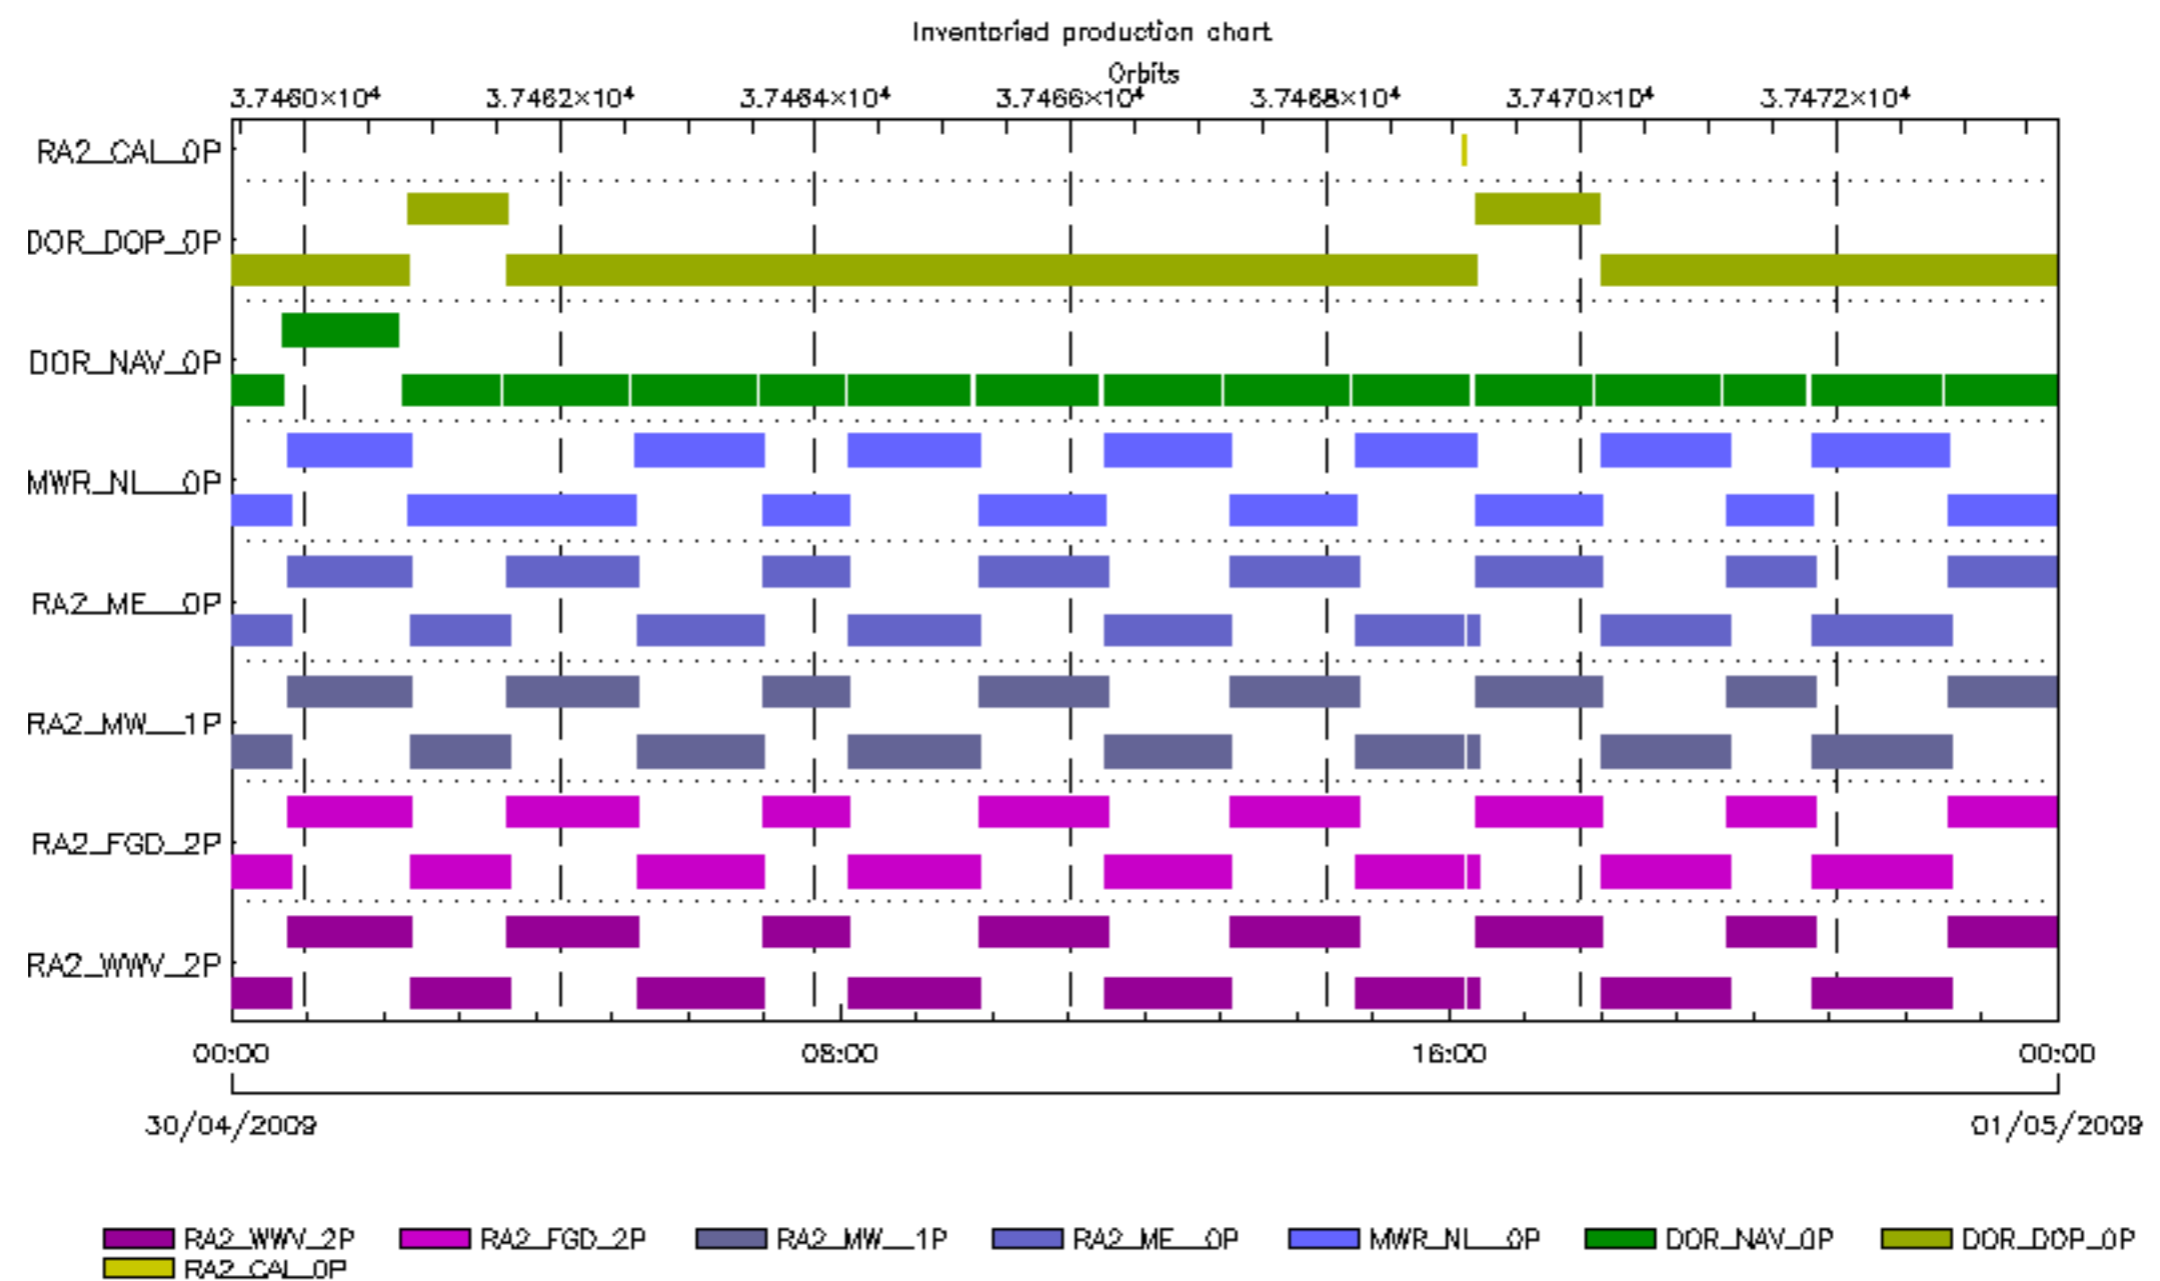 Inventoried production chart
Orbits
3.7460×10⁴ 3.7462×10⁴ 3.7464×10⁴ 3.7466×10⁴ 3.7468×10⁴ 3.7470×10⁴ 3.7472×10⁴
RA2_CAL_0P
DOR_DOP_0P
DOR_NAV_0P
MWR_NL__0P
RA2_ME__0P
RA2_MW__1P
RA2_FGD_2P
RA2_WWV_2P
00:00 08:00 16:00 00:00
30/04/2009 01/05/2009
RA2_WWV_2P RA2_FGD_2P RA2_MW__1P RA2_ME__0P MWR_NL__0P DOR_NAV_0P DOR_DOP_0P
RA2_CAL_0P